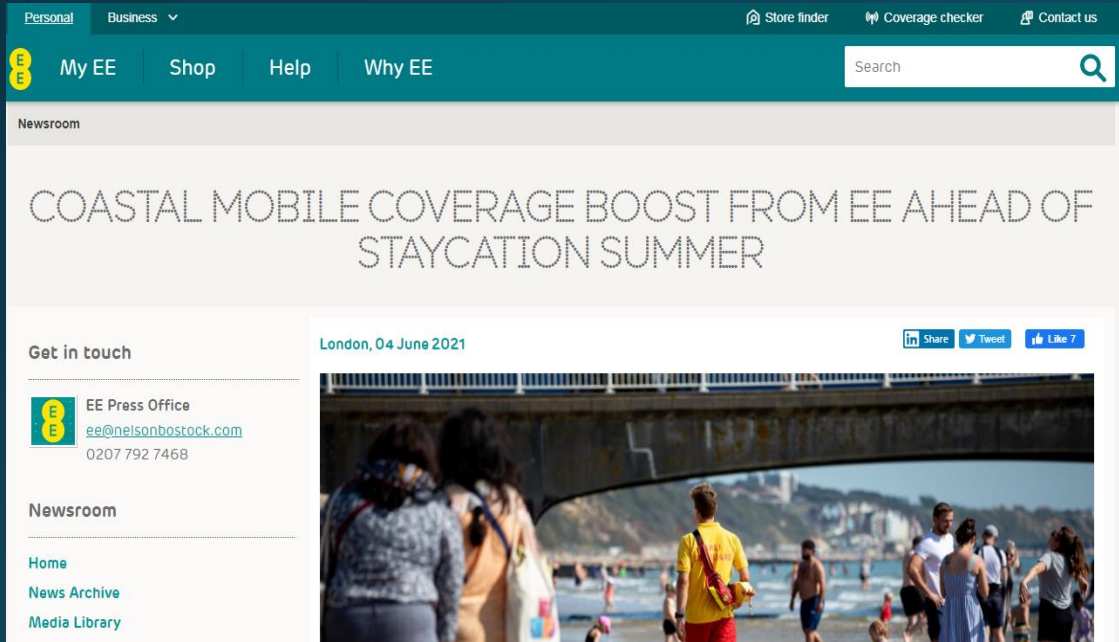 Personal Business Store finder Coverage checker Contact us
EE My EE Shop Help Why EE Search
Newsroom
COASTAL MOBILE COVERAGE BOOST FROM EE AHEAD OF
STAYCATION SUMMER
Get in touch
London, 04 June 2021
in Share Tweet Like 7
EE
EE Press Office
ee@nelsonbostock.com
0207 792 7468
Newsroom
Home
News Archive
Media Library